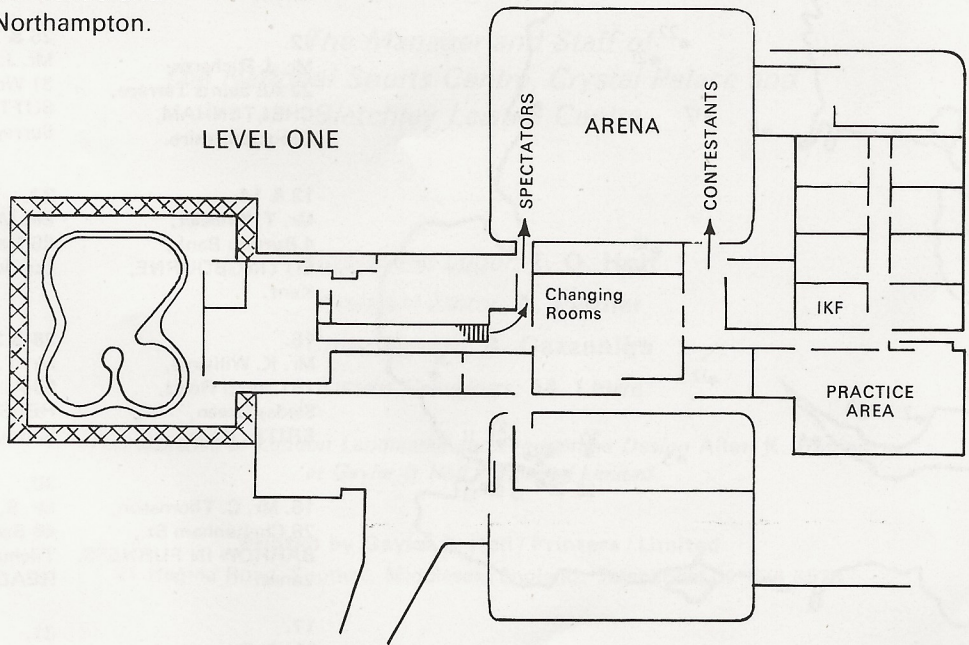 Northampton.
LEVEL ONE
ARENA
SPECTATORS
CONTESTANTS
Changing
Rooms
IKF
PRACTICE
AREA